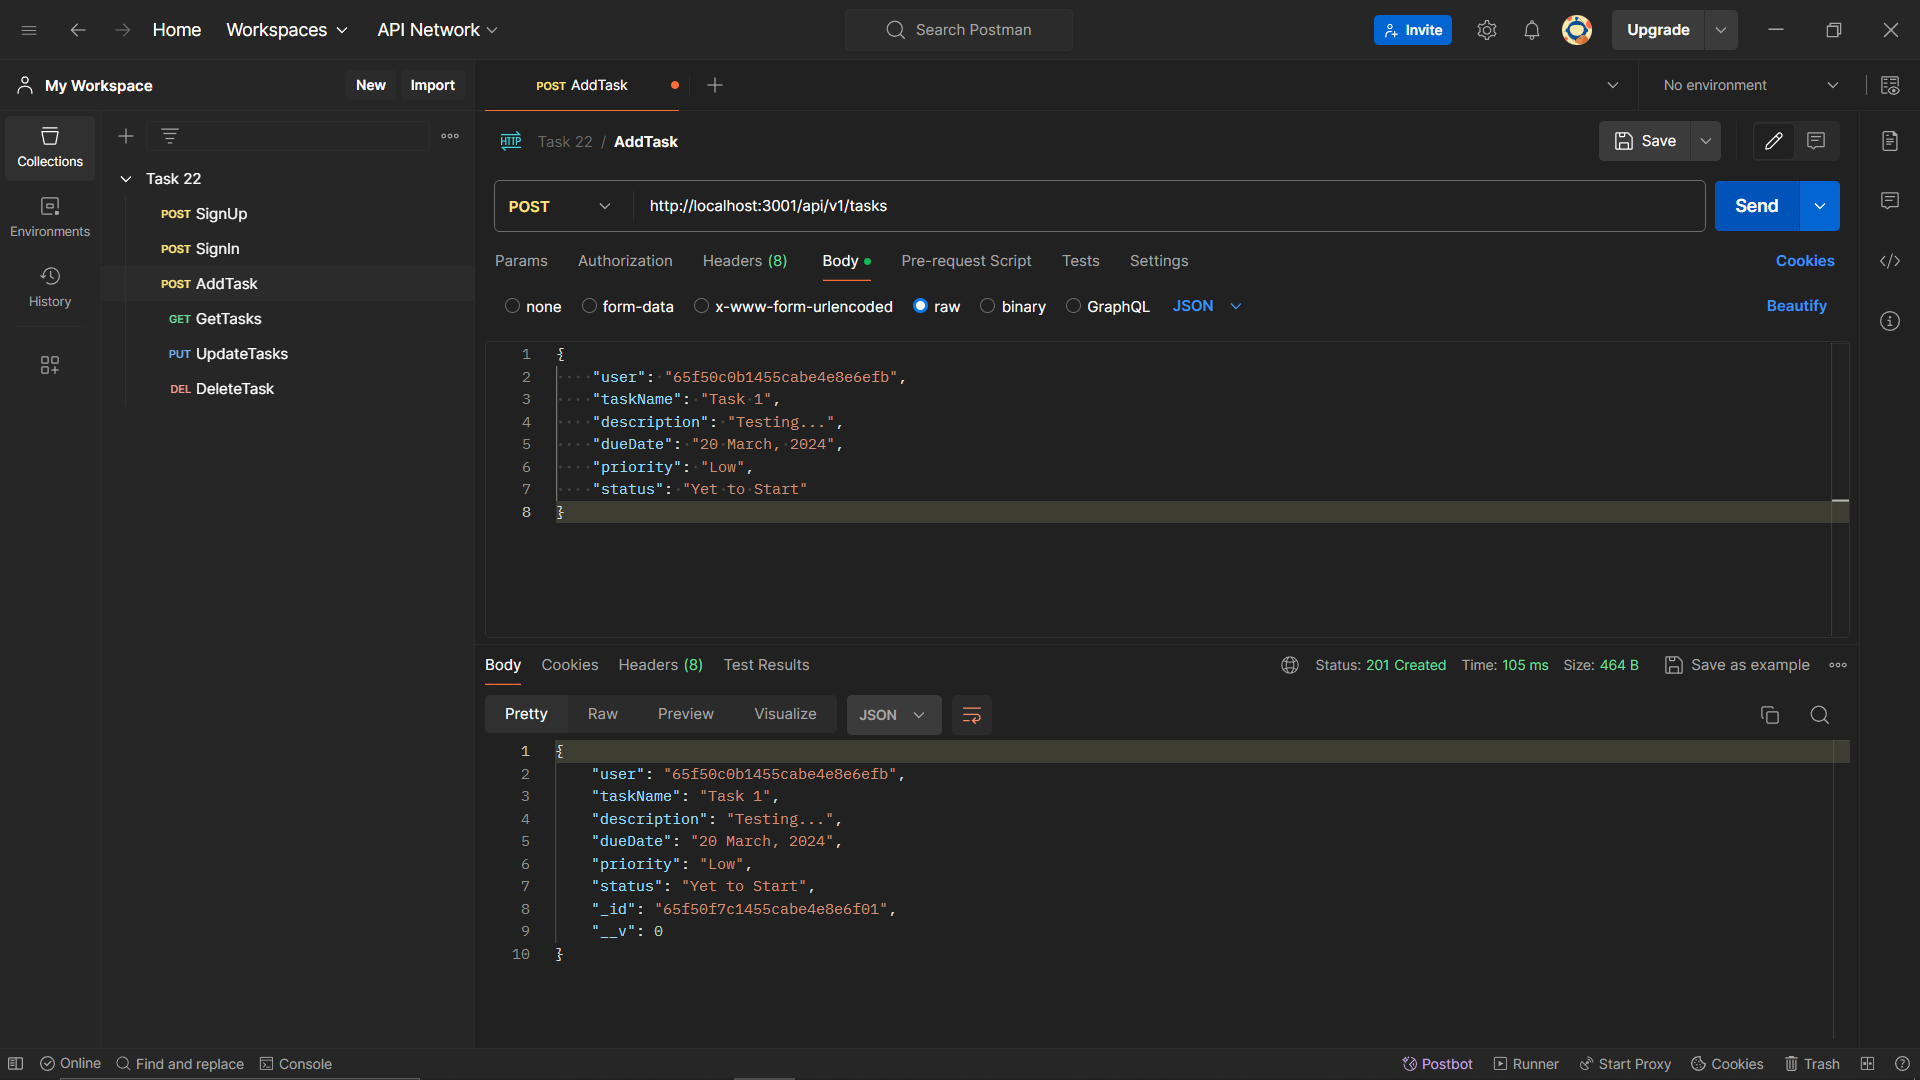 Home Workspaces API Network Search Postman Invite Upgrade
My Workspace New Import POST AddTask No environment
Collections
Environments
History
Task 22
POST SignUp
POST SignIn
POST AddTask
GET GetTasks
PUT UpdateTasks
DEL DeleteTask
HTTP Task 22 / AddTask Save
POST http://localhost:3001/api/v1/tasks Send
Params Authorization Headers (8) Body Pre-request Script Tests Settings Cookies
none form-data x-www-form-urlencoded raw binary GraphQL JSON Beautify
1 {
2 "user": "65f50c0b1455cabe4e8e6efb",
3 "taskName": "Task 1",
4 "description": "Testing...",
5 "dueDate": "20 March, 2024",
6 "priority": "Low",
7 "status": "Yet to Start"
8 }
Body Cookies Headers (8) Test Results Status: 201 Created Time: 105 ms Size: 464 B Save as example
Pretty Raw Preview Visualize JSON
1 {
2 "user": "65f50c0b1455cabe4e8e6efb",
3 "taskName": "Task 1",
4 "description": "Testing...",
5 "dueDate": "20 March, 2024",
6 "priority": "Low",
7 "status": "Yet to Start",
8 "_id": "65f50f7c1455cabe4e8e6f01",
9 "__v": 0
10 }
Online Find and replace Console Postbot Runner Start Proxy Cookies Trash